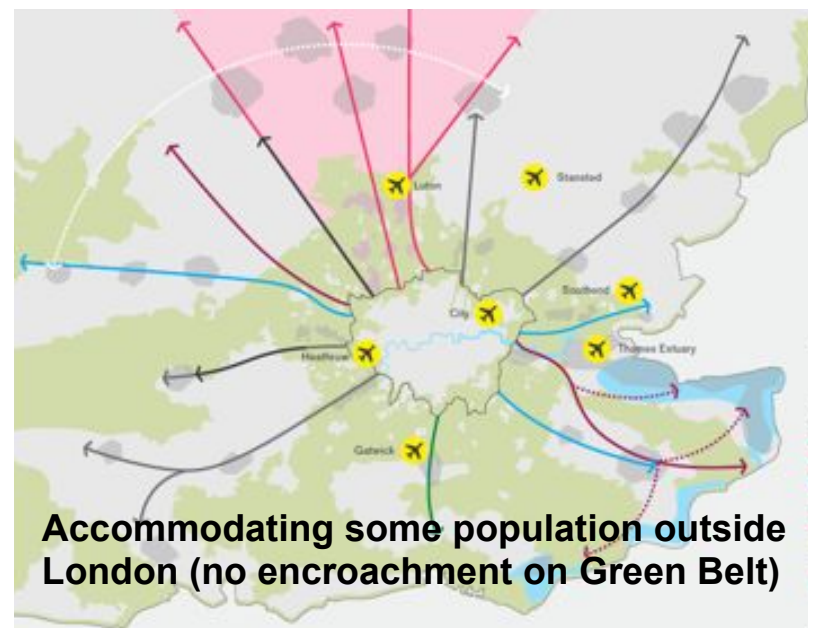 Luton
Stansted
Southend
City
Thames Estuary
Heathrow
Gatwick
Accommodating some population outside
London (no encroachment on Green Belt)